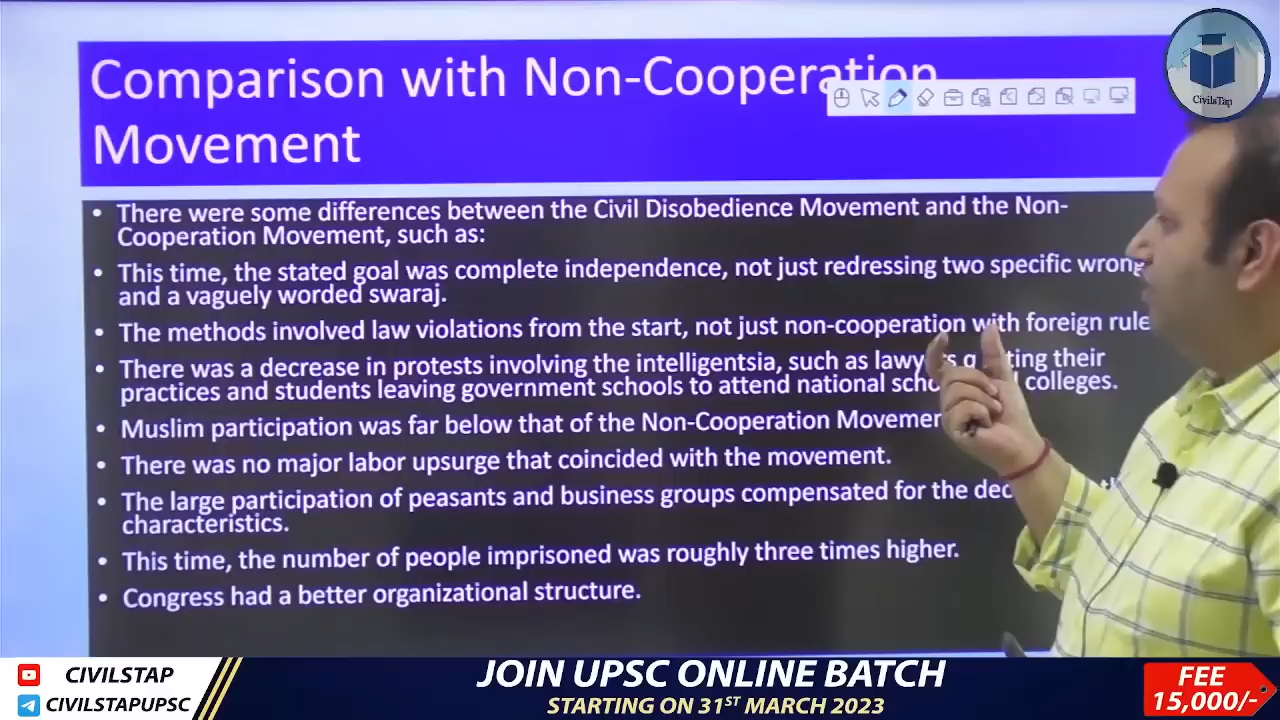 Comparison with Non-Cooperation
Movement
CivilsTap
• There were some differences between the Civil Disobedience Movement and the Non-
Cooperation Movement, such as:
• This time, the stated goal was complete independence, not just redressing two specific
and a vaguely worded swaraj.
• The methods involved law violations from the start, not just non-cooperation with foreign rule
• There was a decrease in protests involving the intelligentsia, such as their
practices and students leaving government schools to attend national colleges.
• Muslim participation was far below that of the Non-Cooperation
• There was no major labor upsurge that coincided with the movement.
• The large participation of peasants and business groups compensated for the
characteristics.
• This time, the number of people imprisoned was roughly three times higher.
• Congress had a better organizational structure.
CIVILSTAP
CIVILSTAPUPSC
JOIN UPSC ONLINE BATCH
STARTING ON 31ST MARCH 2023
FEE
15,000/-